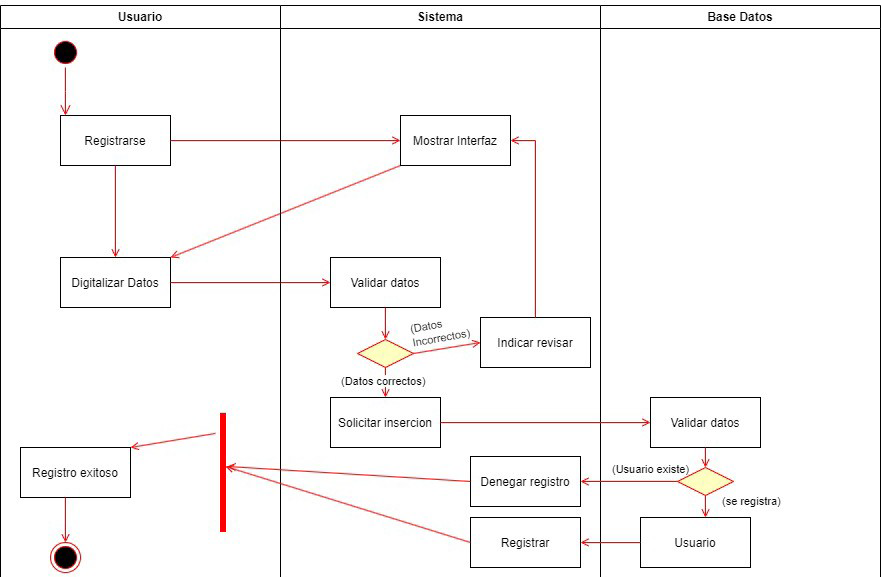 Usuario
Sistema
Base Datos
Registrarse
Mostrar Interfaz
Digitalizar Datos
Validar datos
(Datos
Incorrectos)
Indicar revisar
(Datos correctos)
Solicitar insercion
Validar datos
Registro exitoso
Denegar registro
(Usuario existe)
(se registra)
Registrar
Usuario